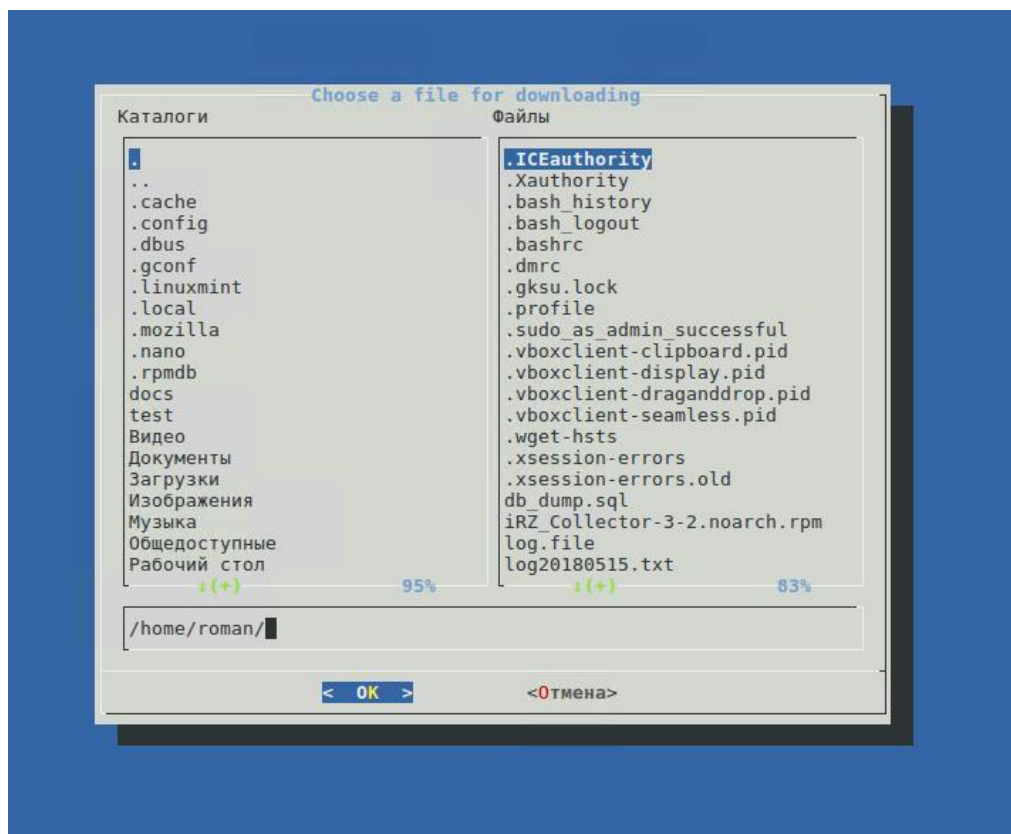 Choose a file for downloading
Каталоги
.
..
.cache
.config
.dbus
.gconf
.linuxmint
.local
.mozilla
.nano
.rpmdb
docs
test
Видео
Документы
Загрузки
Изображения
Музыка
Общедоступные
Рабочий стол
↓(+) 95%
Файлы
.ICEauthority
.Xauthority
.bash_history
.bash_logout
.bashrc
.dmrc
.gksu.lock
.profile
.sudo_as_admin_successful
.vboxclient-clipboard.pid
.vboxclient-display.pid
.vboxclient-draganddrop.pid
.vboxclient-seamless.pid
.wget-hsts
.xsession-errors
.xsession-errors.old
db_dump.sql
iRZ_Collector-3-2.noarch.rpm
log.file
log20180515.txt
↓(+) 83%
/home/roman/
< OK > <Отмена>